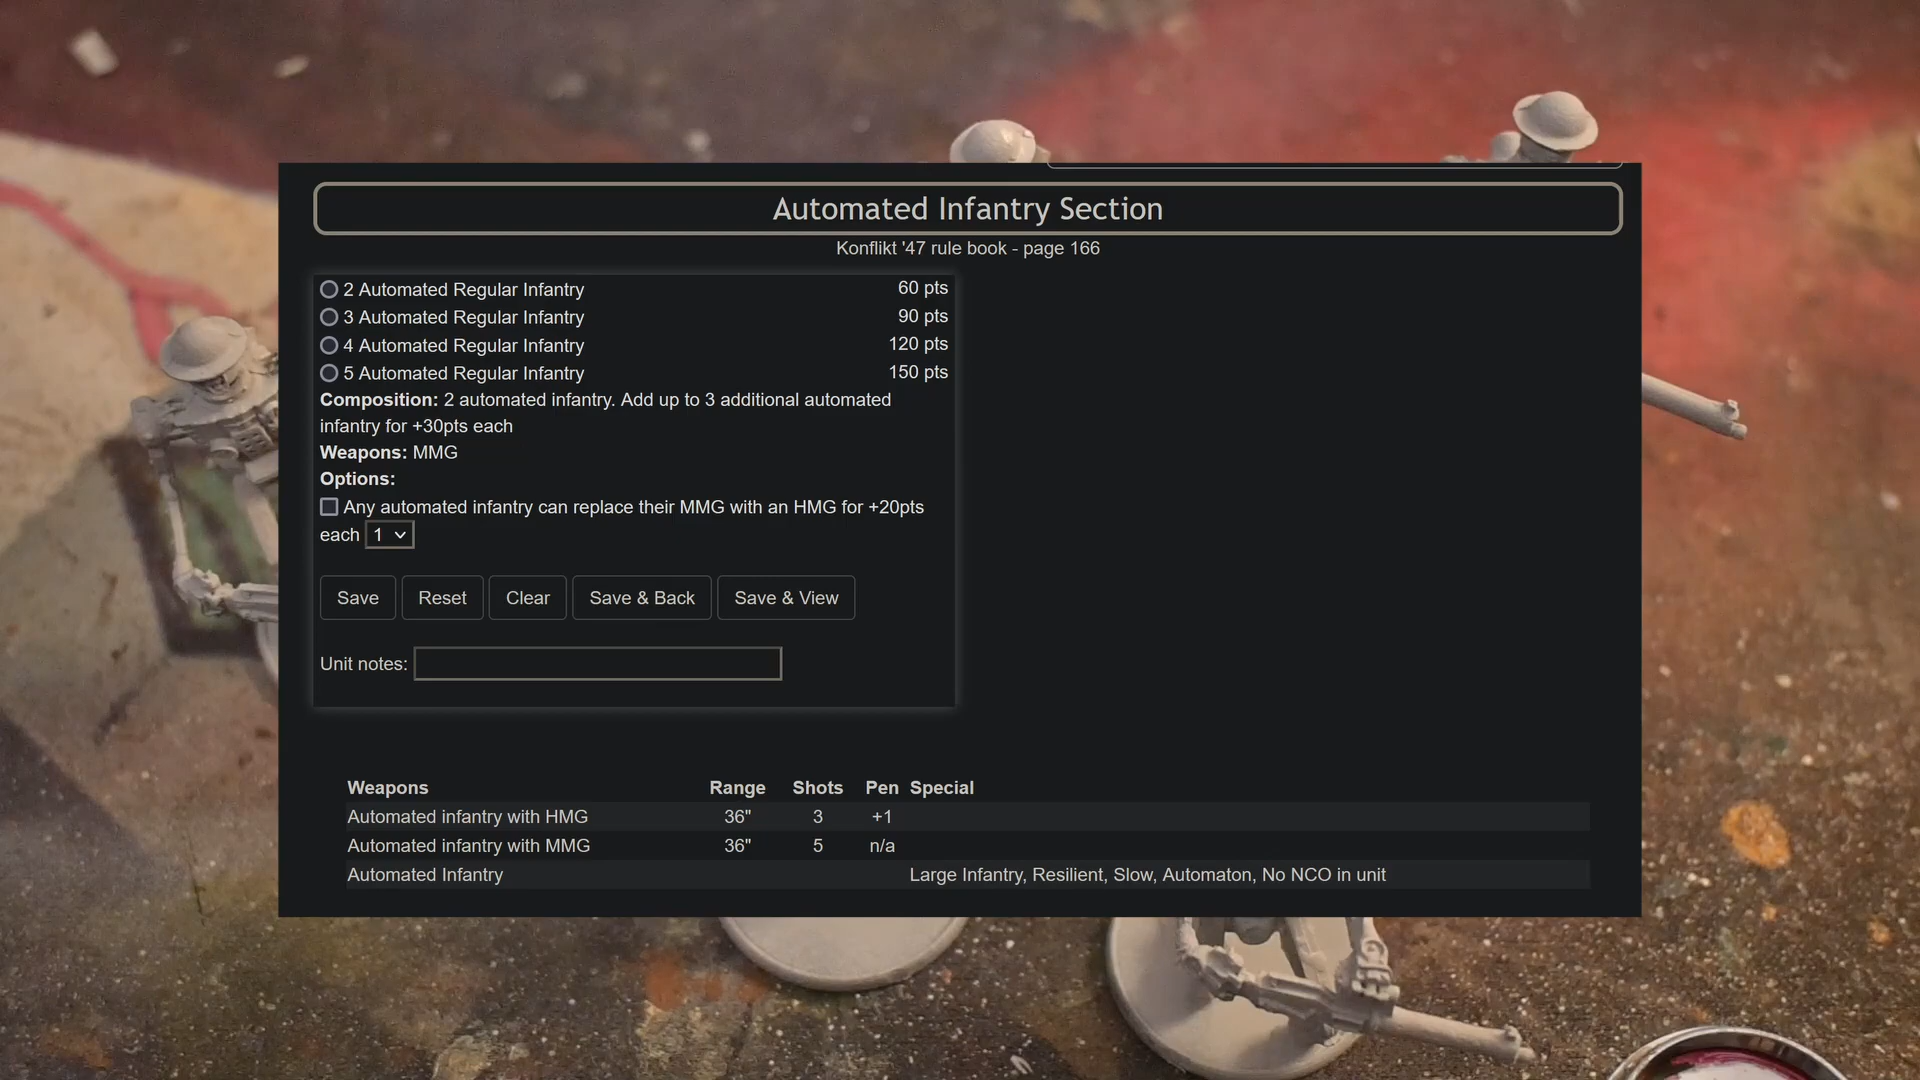 Automated Infantry Section
Konflikt '47 rule book - page 166
2 Automated Regular Infantry 60 pts
3 Automated Regular Infantry 90 pts
4 Automated Regular Infantry 120 pts
5 Automated Regular Infantry 150 pts
Composition: 2 automated infantry. Add up to 3 additional automated
infantry for +30pts each
Weapons: MMG
Options:
Any automated infantry can replace their MMG with an HMG for +20pts
each 1
Save Reset Clear Save & Back Save & View
Unit notes:
Weapons Range Shots Pen Special
Automated infantry with HMG 36" 3 +1
Automated infantry with MMG 36" 5 n/a
Automated Infantry Large Infantry, Resilient, Slow, Automaton, No NCO in unit